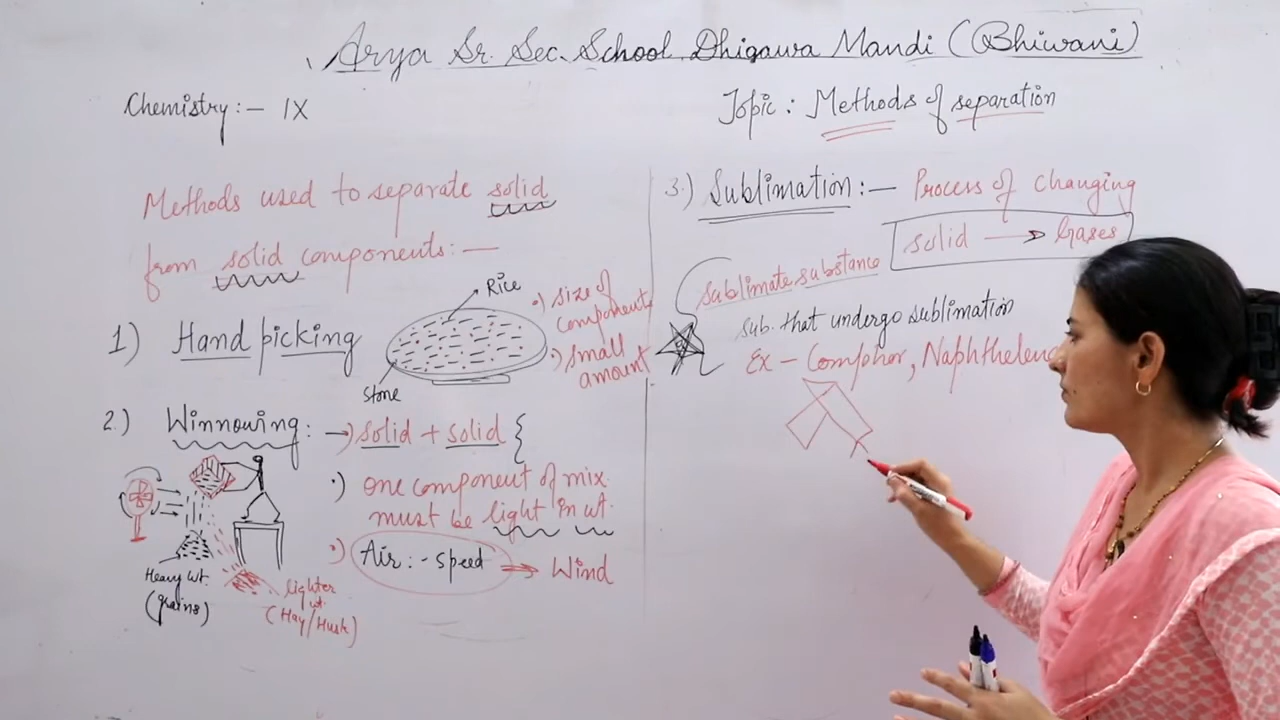 Arya Sr. Sec. School Dhigawa Mandi (Bhiwani)
Chemistry :- IX
Topic : Methods of separation
Methods used to separate solid
from solid components :-
1) Hand picking
Rice
Stone
•) size of
components
•) small
amount
2.) Winnowing : → solid + solid {
•) one component of mix.
must be light in wt.
•) Air : - speed ⇒ Wind
Heavy wt.
(grains)
lighter
wt.
(Hay/Husk)
3.) Sublimation :- Process of changing
solid → Gases
Sublimate substance
sub. that undergo sublimation
Ex - Comphor, Naphthelene